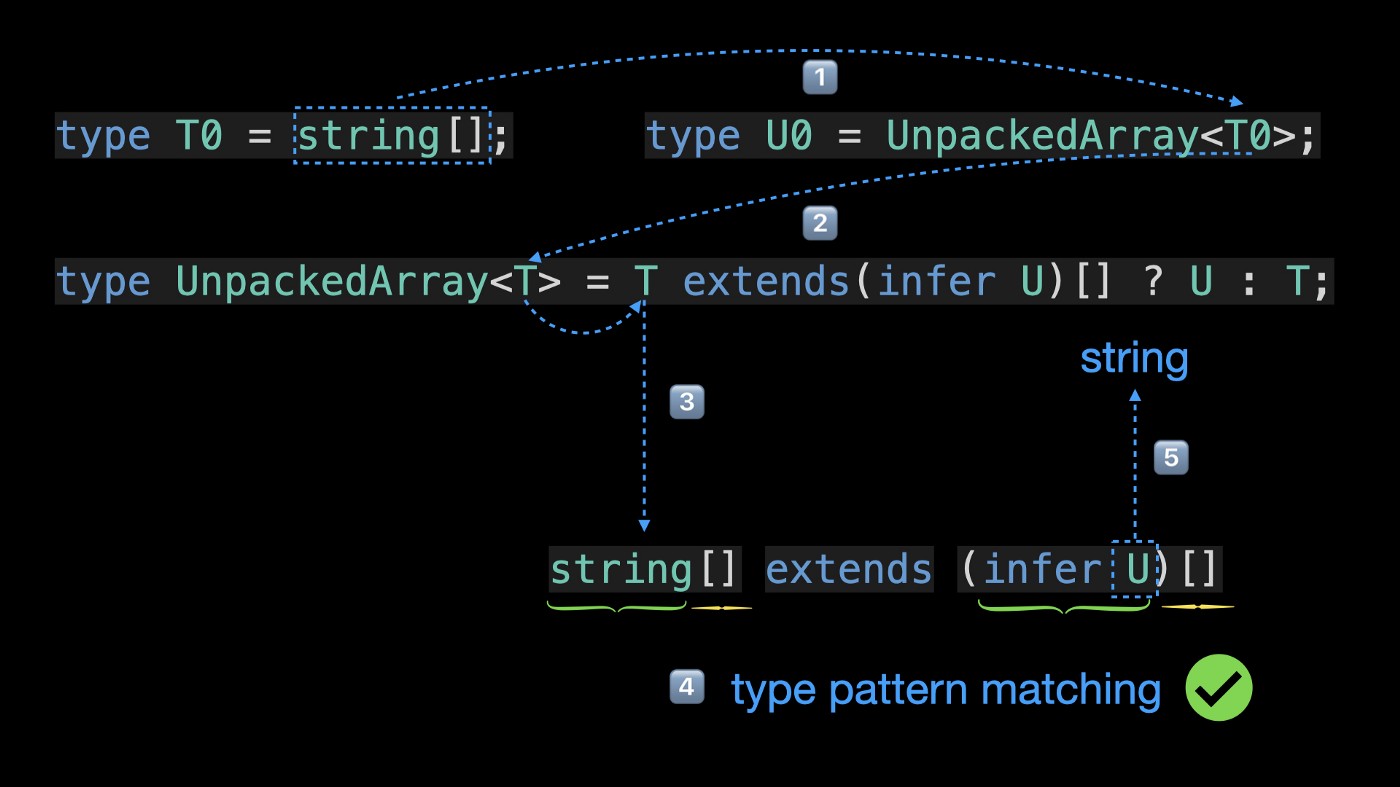 1
type T0 = string[]; type U0 = UnpackedArray<T0>;
2
type UnpackedArray<T> = T extends(infer U)[] ? U : T;
string
3
5
string[] extends (infer U)[]
4 type pattern matching